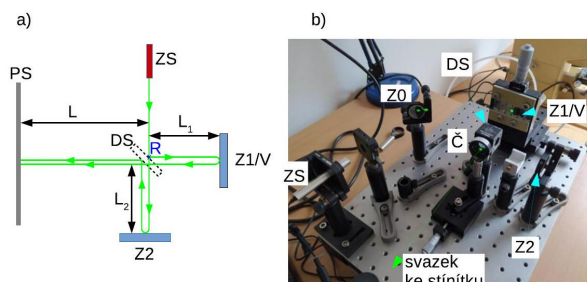 a)
ZS
PS
L
L1
DS
R
Z1/V
L2
Z2
b)
DS
Z0
Z1/V
Č
ZS
Z2
svazek
ke stínítku